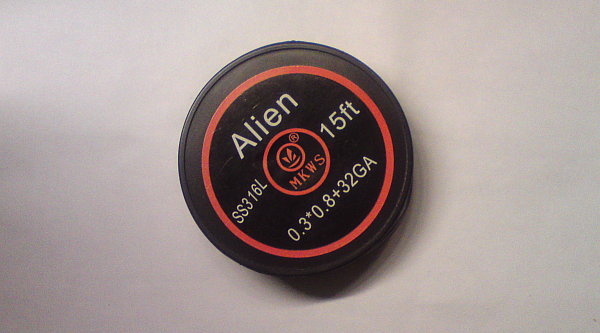 Alien
15ft
®
MKWS
SS316L
0.3*0.8+32GA